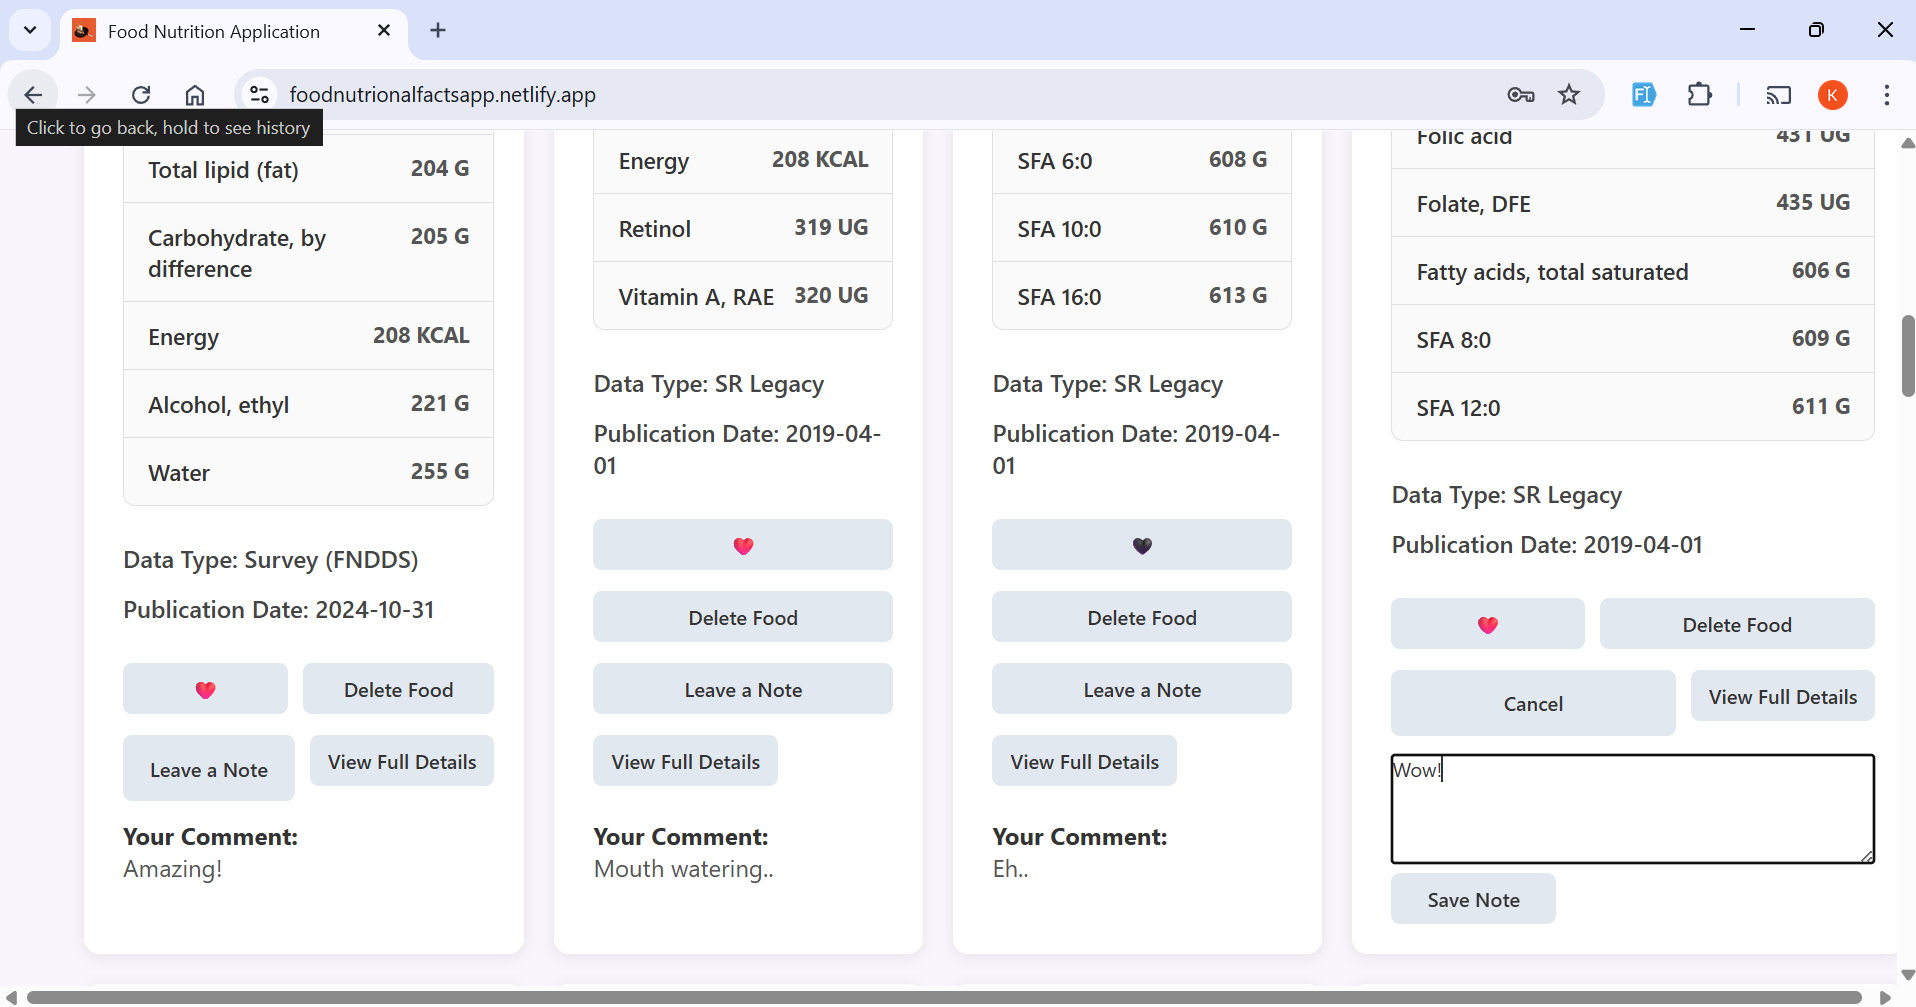 Food Nutrition Application
foodnutrionalfactsapp.netlify.app
K
Click to go back, hold to see history
Total lipid (fat) 204 G
Carbohydrate, by difference 205 G
Energy 208 KCAL
Alcohol, ethyl 221 G
Water 255 G
Data Type: Survey (FNDDS)
Publication Date: 2024-10-31
Delete Food
Leave a Note
View Full Details
Your Comment:
Amazing!
Energy 208 KCAL
Retinol 319 UG
Vitamin A, RAE 320 UG
Data Type: SR Legacy
Publication Date: 2019-04-
01
Delete Food
Leave a Note
View Full Details
Your Comment:
Mouth watering..
SFA 6:0 608 G
SFA 10:0 610 G
SFA 16:0 613 G
Data Type: SR Legacy
Publication Date: 2019-04-
01
Delete Food
Leave a Note
View Full Details
Your Comment:
Eh..
Folic acid 431 UG
Folate, DFE 435 UG
Fatty acids, total saturated 606 G
SFA 8:0 609 G
SFA 12:0 611 G
Data Type: SR Legacy
Publication Date: 2019-04-01
Delete Food
Cancel
View Full Details
Wow!
Save Note